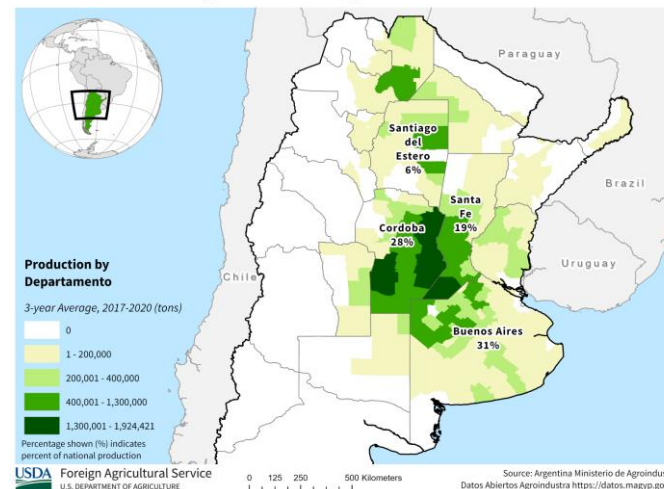 Paraguay
Santiago
del
Estero
6%
Brazil
Santa
Fe
19%
Cordoba
28%
Uruguay
Chile
Buenos Aires
31%
Production by
Departamento
3-year Average, 2017-2020 (tons)
0
1 - 200,000
200,001 - 400,000
400,001 - 1,300,000
1,300,001 - 1,924,421
Percentage shown (%) indicates
percent of national production
USDA Foreign Agricultural Service
U.S. DEPARTMENT OF AGRICULTURE
0 125 250 500 Kilometers
Source: Argentina Ministerio de Agroindus
Datos Abiertos Agroindustra https://datos.magyp.go